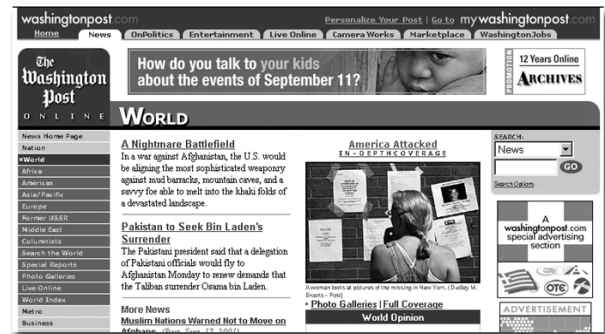 washingtonpost.com
Personalize Your Post | Go to mywashingtonpost.com
Home News OnPolitics Entertainment Live Online Camera Works Marketplace WashingtonJobs
The
Washington
Post
ONLINE
How do you talk to your kids
about the events of September 11?
PROMOTION
12 Years Online
ARCHIVES
WORLD
News Home Page
Nation
World
Africa
Americas
Asia/Pacific
Europe
Former USSR
Middle East
Columnists
Search the World
Special Reports
Photo Galleries
Live Online
World Index
Metro
Business
A Nightmare Battlefield
In a war against Afghanistan, the U.S. would
be aligning the most sophisticated weaponry
against mud barracks, mountain caves, and a
savvy foe able to melt into the khaki folds of
a devastated landscape.
Pakistan to Seek Bin Laden's
Surrender
The Pakistani president said that a delegation
of Pakistani officials would fly to
Afghanistan Monday to renew demands that
the Taliban surrender Osama bin Laden.
More News
Muslim Nations Warned Not to Move on
Afghans (Post, Sept. 17, 2001)
America Attacked
IN-DEPTH COVERAGE
A woman looks at pictures of the missing in New York. (Dudley M.
Brooks - Post)
• Photo Galleries | Full Coverage
World Opinion
SEARCH:
News
GO
Search Options
A
washingtonpost.com
special advertising
section
OTE
ADVERTISEMENT